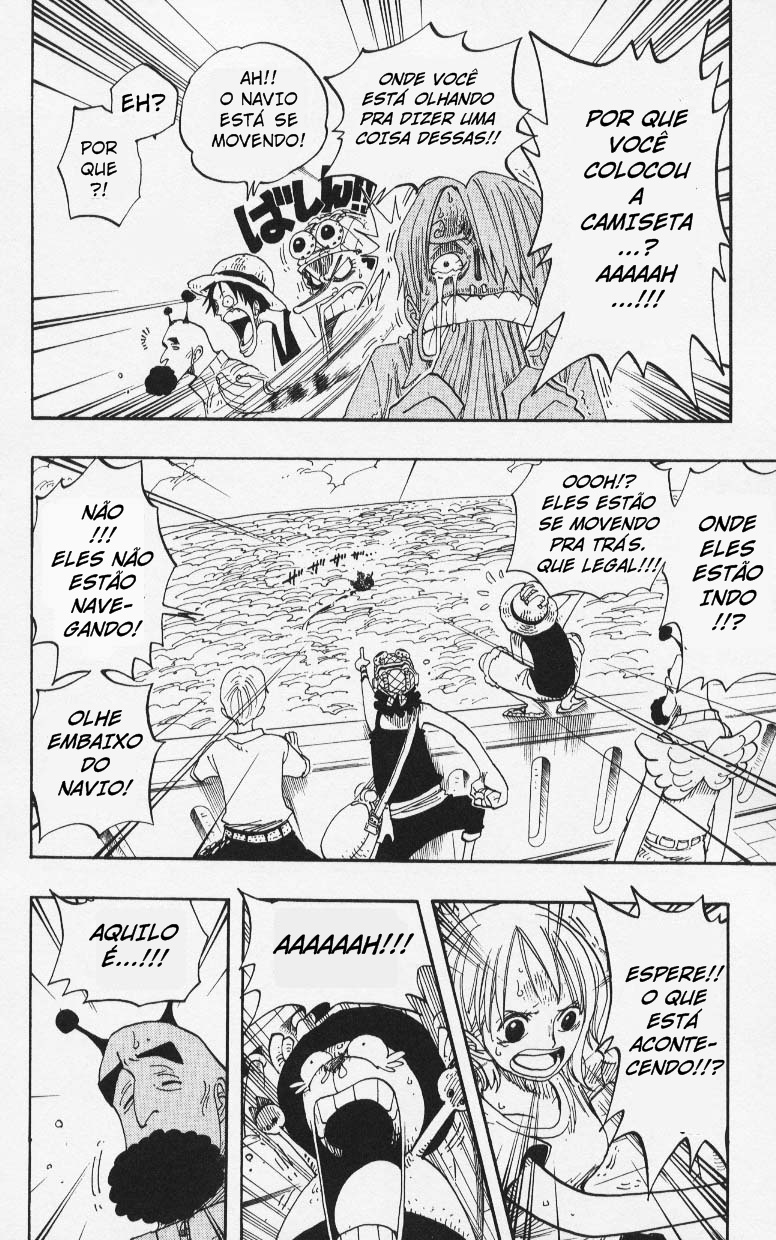 POR QUE
VOCÊ
COLOCOU
A
CAMISETA
...?
AAAAAH
...!!!
ONDE VOCÊ
ESTÁ OLHANDO
PRA DIZER UMA
COISA DESSAS!!
ばしん!!
AH!!
O NAVIO
ESTÁ SE
MOVENDO!
EH?
POR
QUE
?!
ONDE
ELES
ESTÃO
INDO
!!?
OOOH!?
ELES ESTÃO
SE MOVENDO
PRA TRÁS.
QUE LEGAL!!!
NÃO
!!!
ELES NÃO
ESTÃO
NAVE-
GANDO!
OLHE
EMBAIXO
DO
NAVIO!
ESPERE!!
O QUE
ESTÁ
ACONTE-
CENDO!!?
AAAAAAH!!!
AQUILO
É...!!!